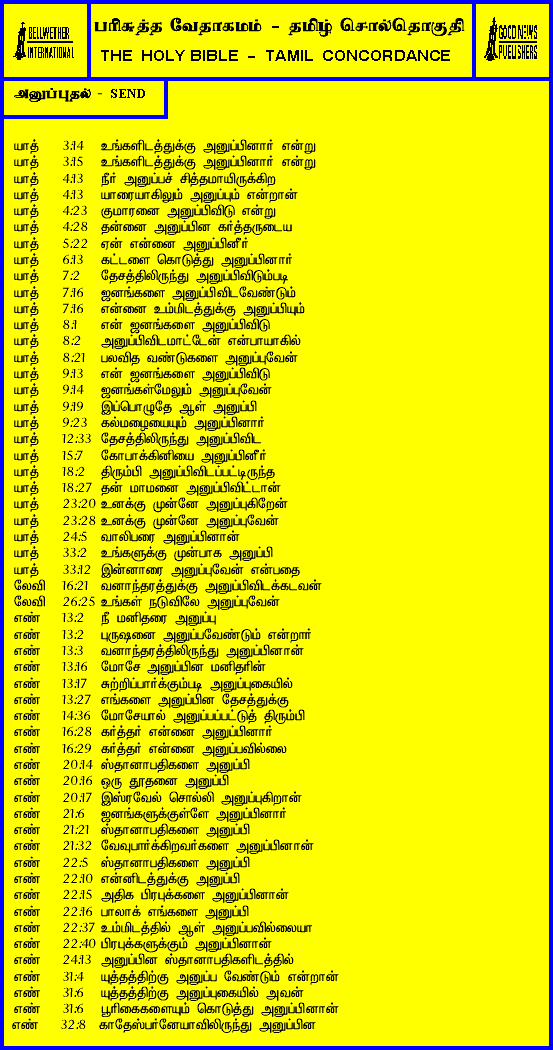 BELLWETHER
INTERNATIONAL
பரிசுத்த வேதாகமம் - தமிழ் சொல்தொகுதி
THE HOLY BIBLE - TAMIL CONCORDANCE
GOOD NEWS
PUBLISHERS
அனுப்புதல் - SEND
யாத் 3:14 உங்களிடத்துக்கு அனுப்பினார் என்று
யாத் 3:15 உங்களிடத்துக்கு அனுப்பினார் என்று
யாத் 4:13 நீர் அனுப்பச் சித்தமாயிருக்கிற
யாத் 4:13 யாரையாகிலும் அனுப்பும் என்றான்
யாத் 4:23 குமாரனை அனுப்பிவிடு என்று
யாத் 4:28 தன்னை அனுப்பின கர்த்தருடைய
யாத் 5:22 ஏன் என்னை அனுப்பினீர்
யாத் 6:13 கட்டளை கொடுத்து அனுப்பினார்
யாத் 7:2 தேசத்திலிருந்து அனுப்பிவிடும்படி
யாத் 7:16 ஜனங்களை அனுப்பிவிடவேண்டும்
யாத் 7:16 என்னை உம்மிடத்துக்கு அனுப்பியும்
யாத் 8:1 என் ஜனங்களை அனுப்பிவிடு
யாத் 8:2 அனுப்பிவிடமாட்டேன் என்பாயாகில்
யாத் 8:21 பலவித வண்டுகளை அனுப்புவேன்
யாத் 9:13 என் ஜனங்களை அனுப்பிவிடு
யாத் 9:14 ஜனங்கள்மேலும் அனுப்புவேன்
யாத் 9:19 இப்பொழுதே ஆள் அனுப்பி
யாத் 9:23 கல்மழையையும் அனுப்பினார்
யாத் 12:33 தேசத்திலிருந்து அனுப்பிவிட
யாத் 15:7 கோபாக்கினியை அனுப்பினீர்
யாத் 18:2 திரும்பி அனுப்பிவிடப்பட்டிருந்த
யாத் 18:27 தன் மாமனை அனுப்பிவிட்டான்
யாத் 23:20 உனக்கு முன்னே அனுப்புகிறேன்
யாத் 23:28 உனக்கு முன்னே அனுப்புவேன்
யாத் 24:5 வாலிபரை அனுப்பினான்
யாத் 33:2 உங்களுக்கு முன்பாக அனுப்பி
யாத் 33:12 இன்னாரை அனுப்புவேன் என்பதை
லேவி 16:21 வனாந்தரத்துக்கு அனுப்பிவிடக்கடவன்
லேவி 26:25 உங்கள் நடுவிலே அனுப்புவேன்
எண் 13:2 நீ மனிதரை அனுப்பு
எண் 13:2 புருஷனை அனுப்பவேண்டும் என்றார்
எண் 13:3 வனாந்தரத்திலிருந்து அனுப்பினான்
எண் 13:16 மோசே அனுப்பின மனிதரின்
எண் 13:17 சுற்றிப்பார்க்கும்படி அனுப்புகையில்
எண் 13:27 எங்களை அனுப்பின தேசத்துக்கு
எண் 14:36 மோசேயால் அனுப்பப்பட்டுத் திரும்பி
எண் 16:28 கர்த்தர் என்னை அனுப்பினார்
எண் 16:29 கர்த்தர் என்னை அனுப்பவில்லை
எண் 20:14 ஸ்தானாபதிகளை அனுப்பி
எண் 20:16 ஒரு தூதனை அனுப்பி
எண் 20:17 இஸ்ரவேல் சொல்லி அனுப்புகிறான்
எண் 21:6 ஜனங்களுக்குள்ளே அனுப்பினார்
எண் 21:21 ஸ்தானாபதிகளை அனுப்பி
எண் 21:32 வேவுபார்க்கிறவர்களை அனுப்பினான்
எண் 22:5 ஸ்தானாபதிகளை அனுப்பி
எண் 22:10 என்னிடத்துக்கு அனுப்பி
எண் 22:15 அதிக பிரபுக்களை அனுப்பினான்
எண் 22:16 பாலாக் எங்களை அனுப்பி
எண் 22:37 உம்மிடத்தில் ஆள் அனுப்பவில்லையா
எண் 22:40 பிரபுக்களுக்கும் அனுப்பினான்
எண் 24:13 அனுப்பின ஸ்தானாபதிகளிடத்தில்
எண் 31:4 யுத்தத்திற்கு அனுப்ப வேண்டும் என்றான்
எண் 31:6 யுத்தத்திற்கு அனுப்புகையில் அவன்
எண் 31:6 பூரிகைகளையும் கொடுத்து அனுப்பினான்
எண் 32:8 காதேஸ்பர்னேயாவிலிருந்து அனுப்பின